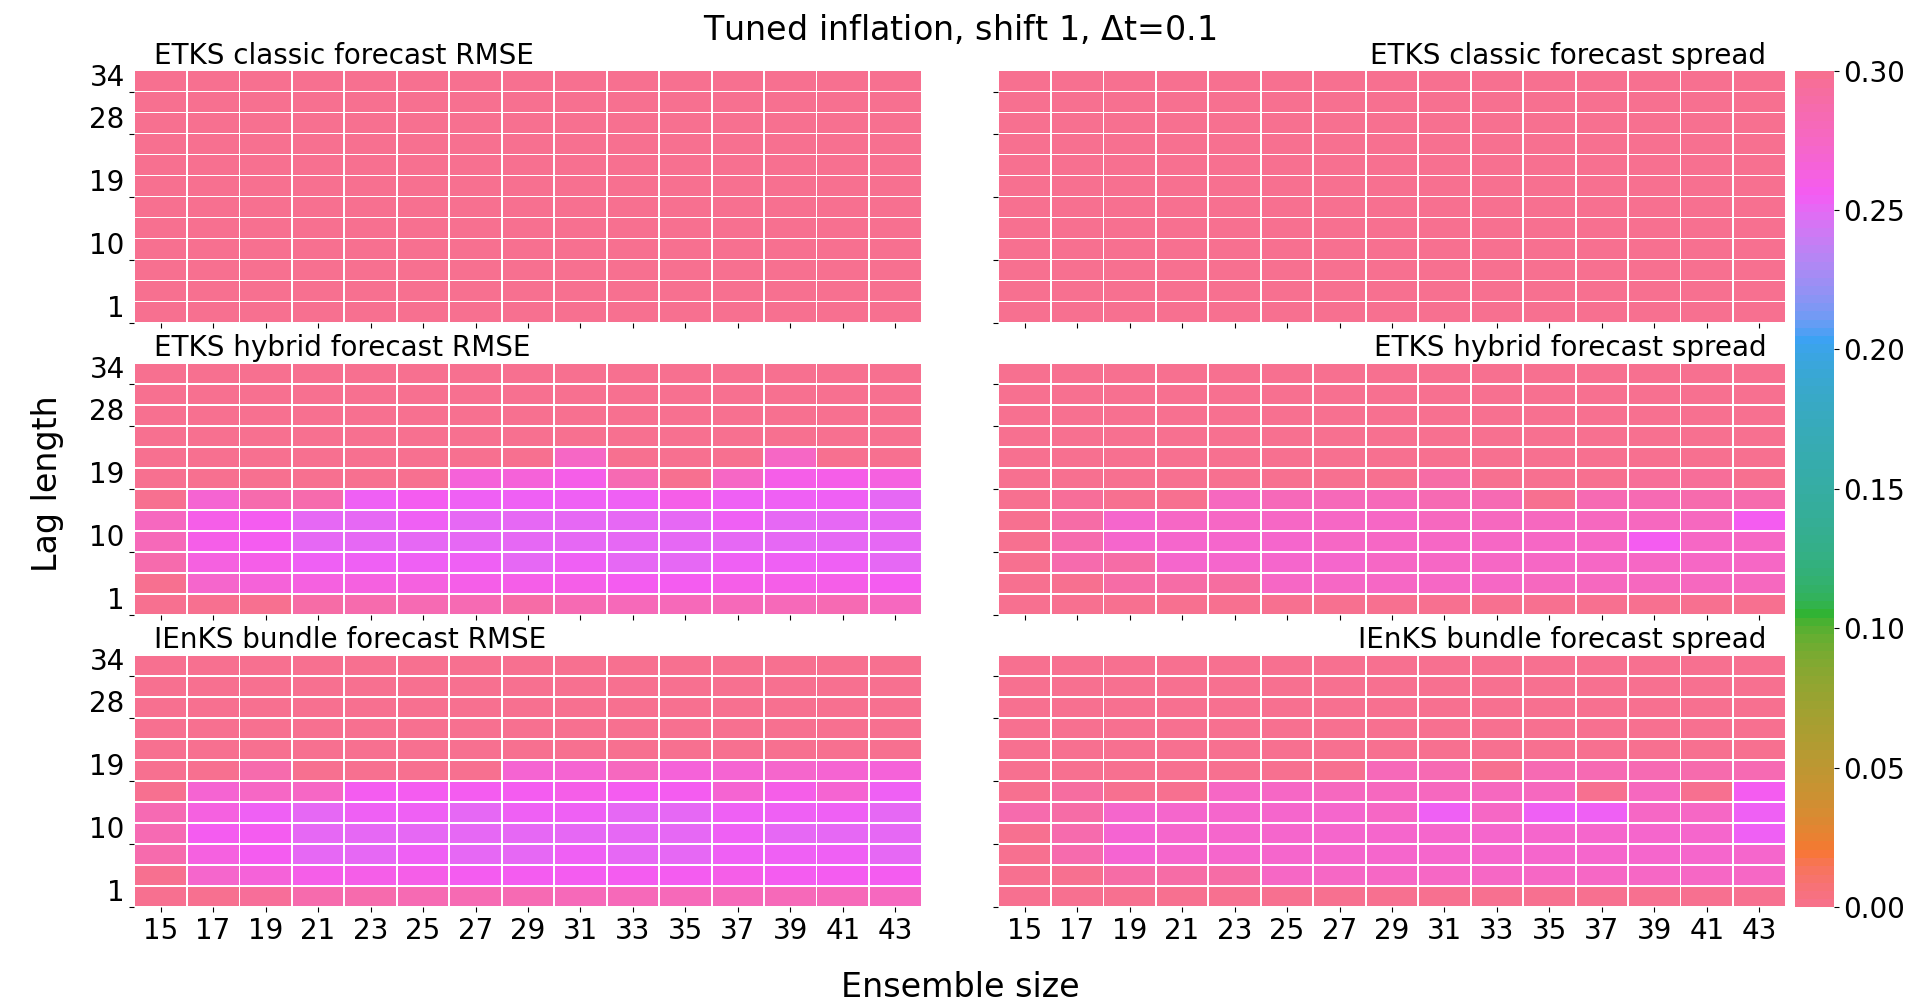 Tuned inflation, shift 1, Δt=0.1
ETKS classic forecast RMSE
ETKS classic forecast spread
34
28
19
10
1
ETKS hybrid forecast RMSE
ETKS hybrid forecast spread
34
28
19
10
1
IEnKS bundle forecast RMSE
IEnKS bundle forecast spread
34
28
19
10
1
Lag length
15 17 19 21 23 25 27 29 31 33 35 37 39 41 43
15 17 19 21 23 25 27 29 31 33 35 37 39 41 43
Ensemble size
0.30
0.25
0.20
0.15
0.10
0.05
0.00